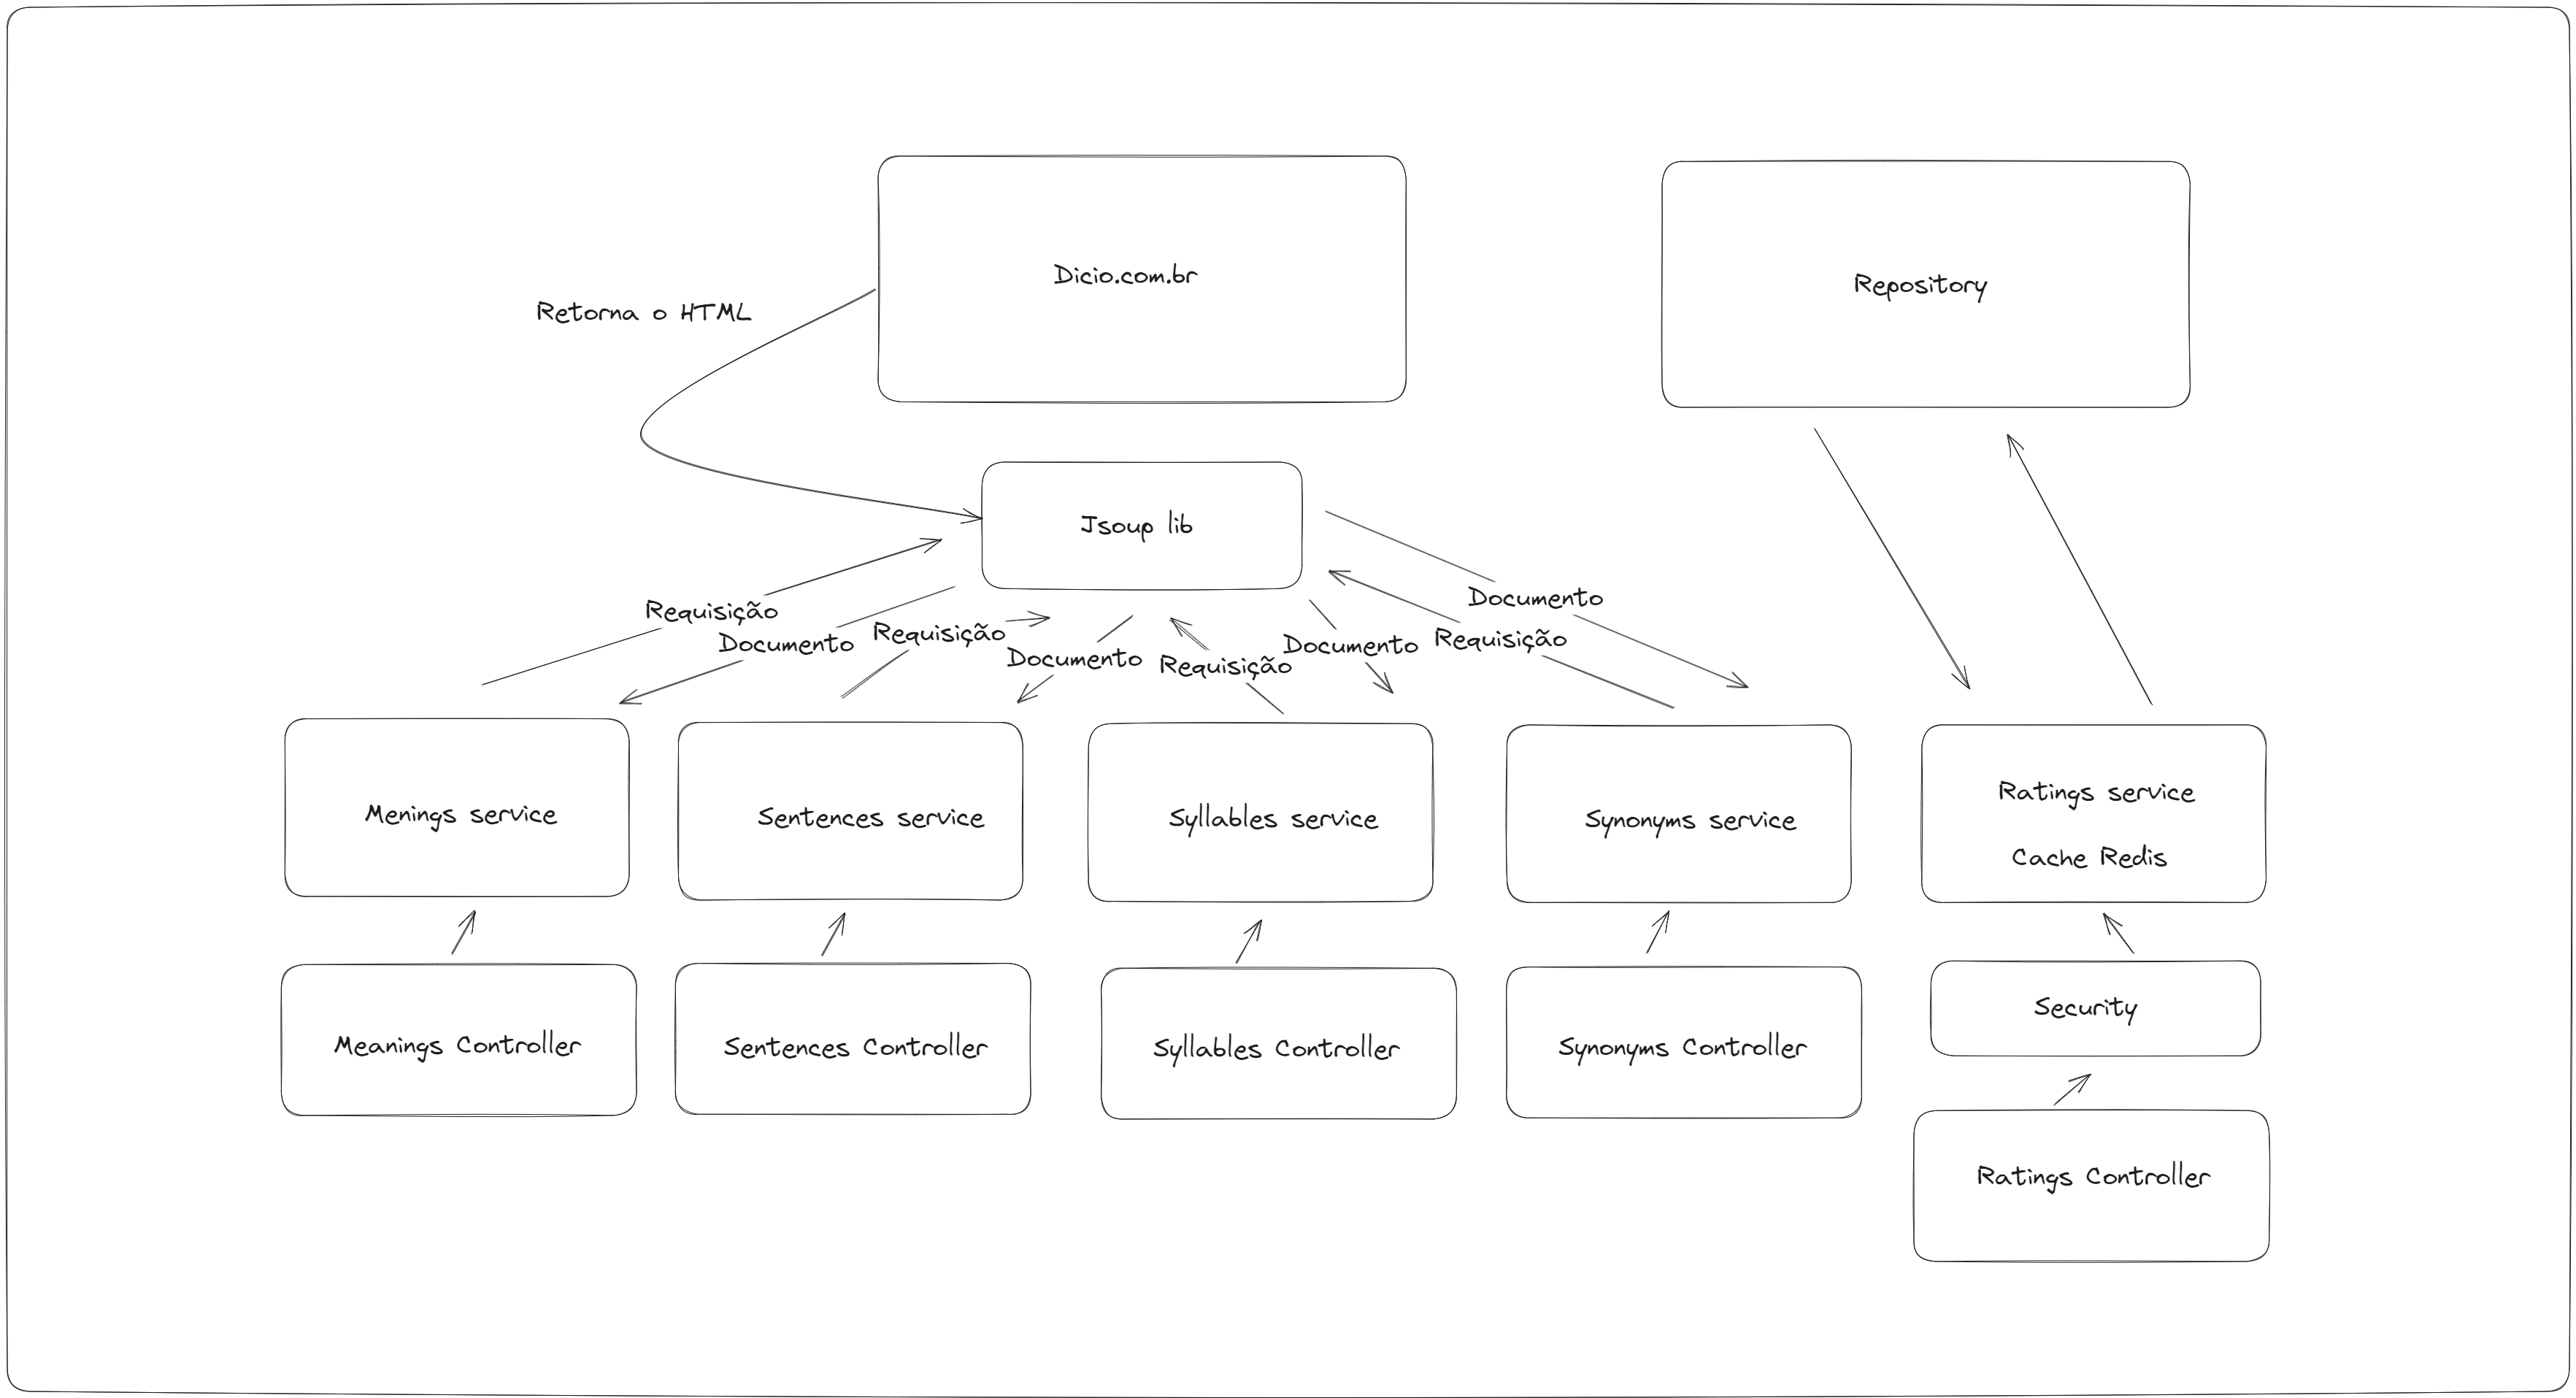 Dicio.com.br
Repository
Retorna o HTML
Jsoup lib
Requisição
Documento
Requisição
Documento
Requisição
Documento
Requisição
Documento
Menings service
Sentences service
Syllables service
Synonyms service
Ratings service
Cache Redis
Meanings Controller
Sentences Controller
Syllables Controller
Synonyms Controller
Security
Ratings Controller